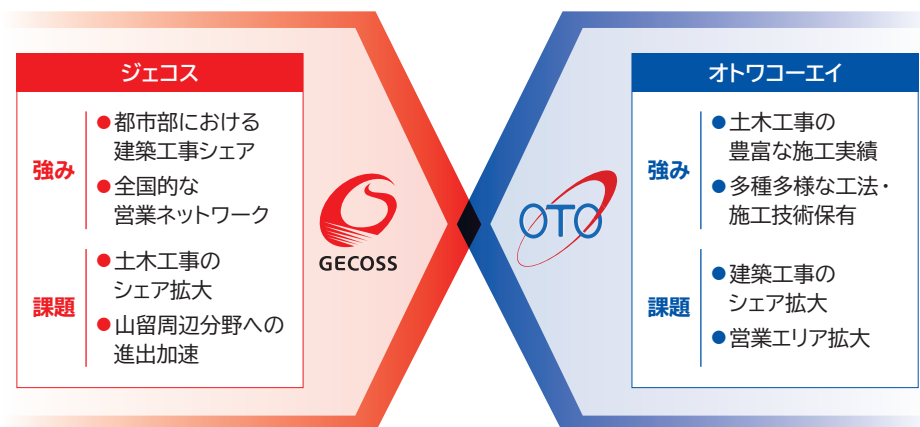 ジェコス
強み
●都市部における
建築工事シェア
●全国的な
営業ネットワーク
課題
●土木工事の
シェア拡大
●山留周辺分野への
進出加速
GECOSS
OTO
オトワコーエイ
強み
●土木工事の
豊富な施工実績
●多種多様な工法・
施工技術保有
課題
●建築工事の
シェア拡大
●営業エリア拡大